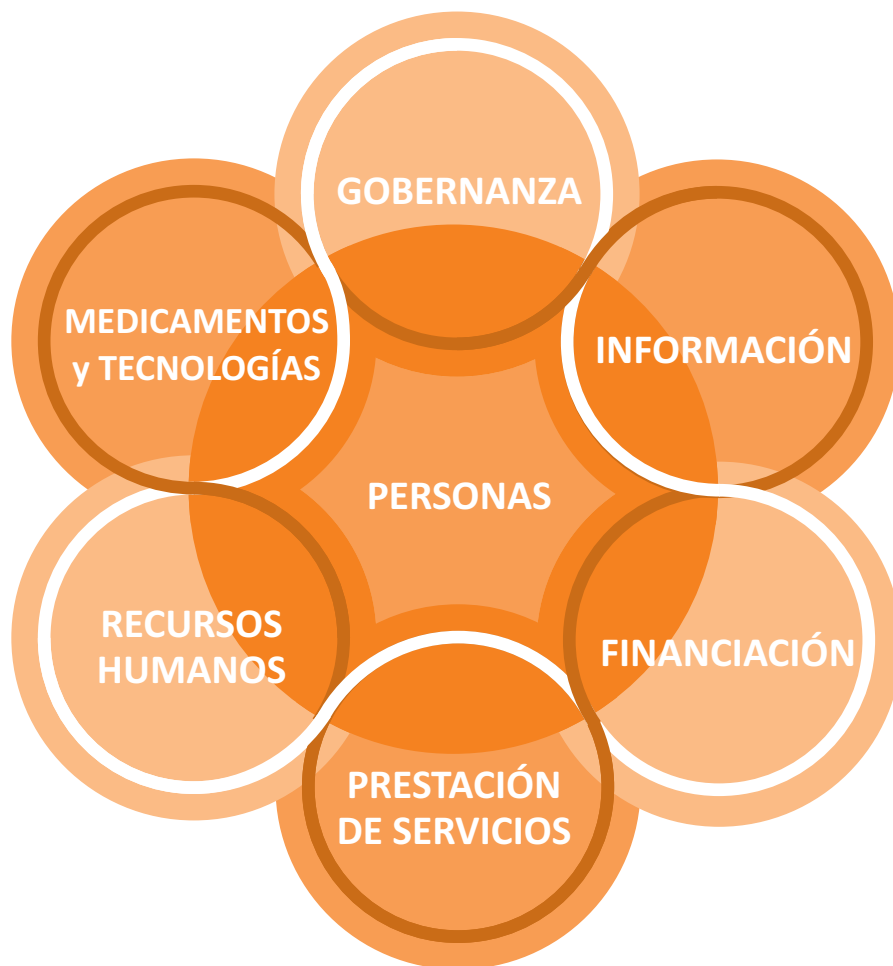 GOBERNANZA
MEDICAMENTOS
y TECNOLOGÍAS
INFORMACIÓN
PERSONAS
RECURSOS
HUMANOS
FINANCIACIÓN
PRESTACIÓN
DE SERVICIOS